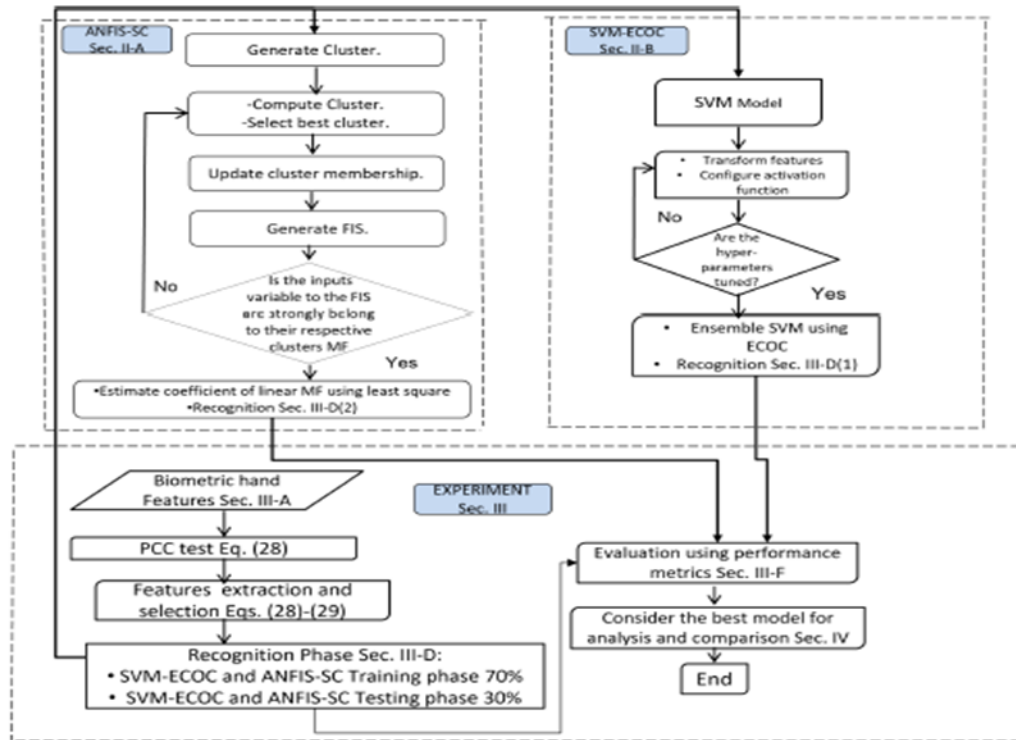 ANFIS-SC
Sec. II-A
Generate Cluster.
-Compute Cluster.
-Select best cluster.
Update cluster membership.
Generate FIS.
No
Is the inputs
variable to the FIS
are strongly belong
to their respective
clusters MF
Yes
•Estimate coefficient of linear MF using least square
•Recognition Sec. III-D(2)
SVM-ECOC
Sec. II-B
SVM Model
• Transform features
• Configure activation
function
No
Are the
hyper-
parameters
tuned?
Yes
• Ensemble SVM using
ECOC
• Recognition Sec. III-D(1)
Biometric hand
Features Sec. III-A
EXPERIMENT
Sec. III
PCC test Eq. (28)
Features extraction and
selection Eqs. (28)-(29)
Recognition Phase Sec. III-D:
• SVM-ECOC and ANFIS-SC Training phase 70%
• SVM-ECOC and ANFIS-SC Testing phase 30%
Evaluation using performance
metrics Sec. III-F
Consider the best model for
analysis and comparison Sec. IV
End